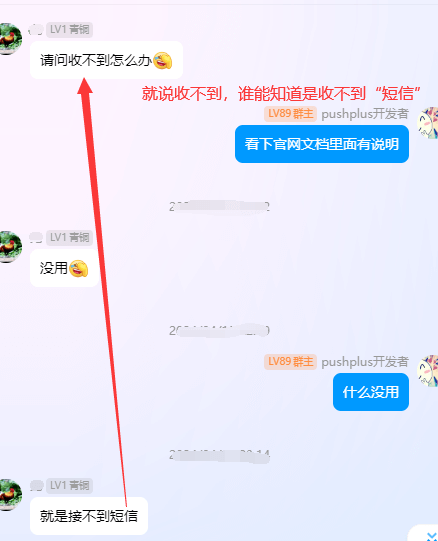 LV1 青铜
请问收不到怎么办
就说收不到，谁能知道是收不到“短信”
LV89 群主 pushplus开发者
看下官网文档里面有说明
LV1 青铜
没用
LV89 群主 pushplus开发者
什么没用
LV1 青铜
就是接不到短信